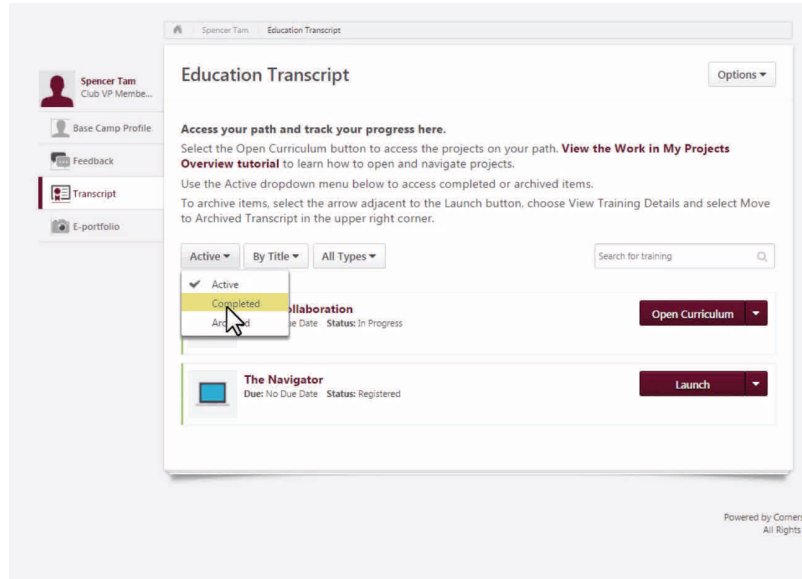 Spencer Tam Education Transcript
Spencer Tam
Club VP Membe...
Base Camp Profile
Feedback
Transcript
E-portfolio
Education Transcript
Options
Access your path and track your progress here.
Select the Open Curriculum button to access the projects on your path. View the Work in My Projects
Overview tutorial to learn how to open and navigate projects.
Use the Active dropdown menu below to access completed or archived items.
To archive items, select the arrow adjacent to the Launch button, choose View Training Details and select Move
to Archived Transcript in the upper right corner.
Active By Title All Types Search for training
Active
Completed
ollaboration
e Date Status: In Progress
Open Curriculum
The Navigator
Due: No Due Date Status: Registered
Launch
Powered by Corners
All Rights